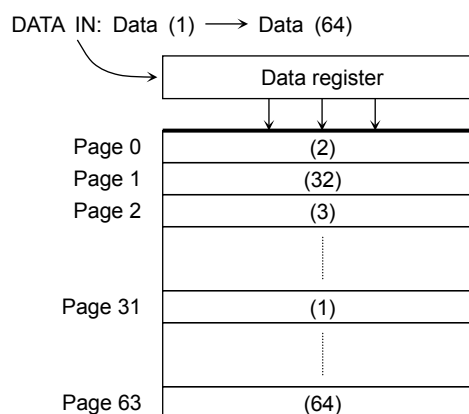 DATA IN: Data (1) → Data (64)
Data register
Page 0 (2)
Page 1 (32)
Page 2 (3)
Page 31 (1)
Page 63 (64)